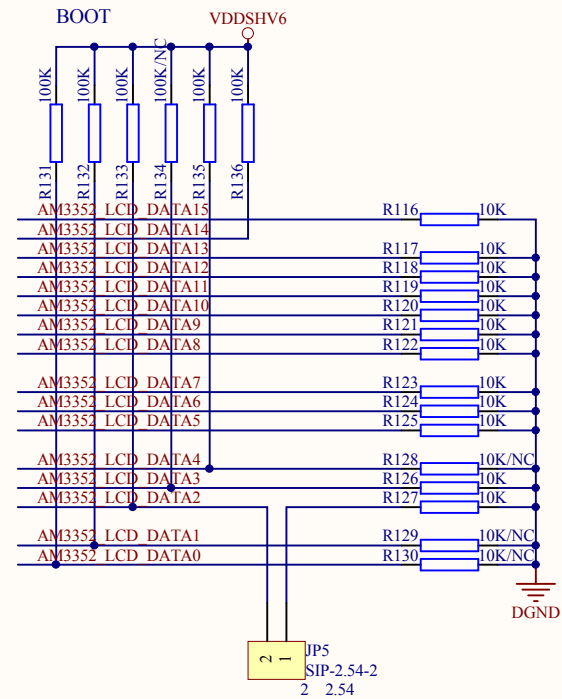 BOOT
VDDSHV6
100K
100K
100K
100K/NC
100K
100K
R131
R132
R133
R134
R135
R136
AM3352_LCD_DATA15 R116 10K
AM3352_LCD_DATA14
AM3352_LCD_DATA13 R117 10K
AM3352_LCD_DATA12 R118 10K
AM3352_LCD_DATA11 R119 10K
AM3352_LCD_DATA10 R120 10K
AM3352_LCD_DATA9 R121 10K
AM3352_LCD_DATA8 R122 10K
AM3352_LCD_DATA7 R123 10K
AM3352_LCD_DATA6 R124 10K
AM3352_LCD_DATA5 R125 10K
AM3352_LCD_DATA4 R128 10K/NC
AM3352_LCD_DATA3 R126 10K
AM3352_LCD_DATA2 R127 10K
AM3352_LCD_DATA1 R129 10K/NC
AM3352_LCD_DATA0 R130 10K/NC
DGND
2 1
JP5
SIP-2.54-2
2 2.54